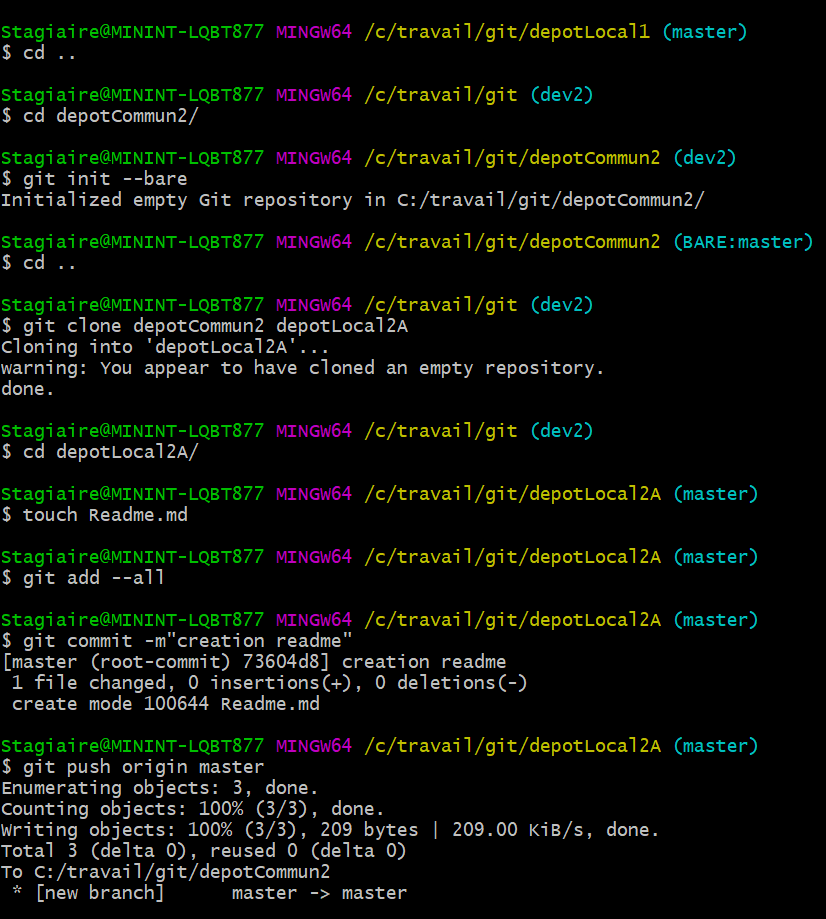 Stagiaire@MININT-LQBT877 MINGW64 /c/travail/git/depotLocal1 (master)
$ cd ..
Stagiaire@MININT-LQBT877 MINGW64 /c/travail/git (dev2)
$ cd depotCommun2/
Stagiaire@MININT-LQBT877 MINGW64 /c/travail/git/depotCommun2 (dev2)
$ git init --bare
Initialized empty Git repository in C:/travail/git/depotCommun2/
Stagiaire@MININT-LQBT877 MINGW64 /c/travail/git/depotCommun2 (BARE:master)
$ cd ..
Stagiaire@MININT-LQBT877 MINGW64 /c/travail/git (dev2)
$ git clone depotCommun2 depotLocal2A
Cloning into 'depotLocal2A'...
warning: You appear to have cloned an empty repository.
done.
Stagiaire@MININT-LQBT877 MINGW64 /c/travail/git (dev2)
$ cd depotLocal2A/
Stagiaire@MININT-LQBT877 MINGW64 /c/travail/git/depotLocal2A (master)
$ touch Readme.md
Stagiaire@MININT-LQBT877 MINGW64 /c/travail/git/depotLocal2A (master)
$ git add --all
Stagiaire@MININT-LQBT877 MINGW64 /c/travail/git/depotLocal2A (master)
$ git commit -m"creation readme"
[master (root-commit) 73604d8] creation readme
 1 file changed, 0 insertions(+), 0 deletions(-)
 create mode 100644 Readme.md
Stagiaire@MININT-LQBT877 MINGW64 /c/travail/git/depotLocal2A (master)
$ git push origin master
Enumerating objects: 3, done.
Counting objects: 100% (3/3), done.
Writing objects: 100% (3/3), 209 bytes | 209.00 KiB/s, done.
Total 3 (delta 0), reused 0 (delta 0)
To C:/travail/git/depotCommun2
 * [new branch]      master -> master